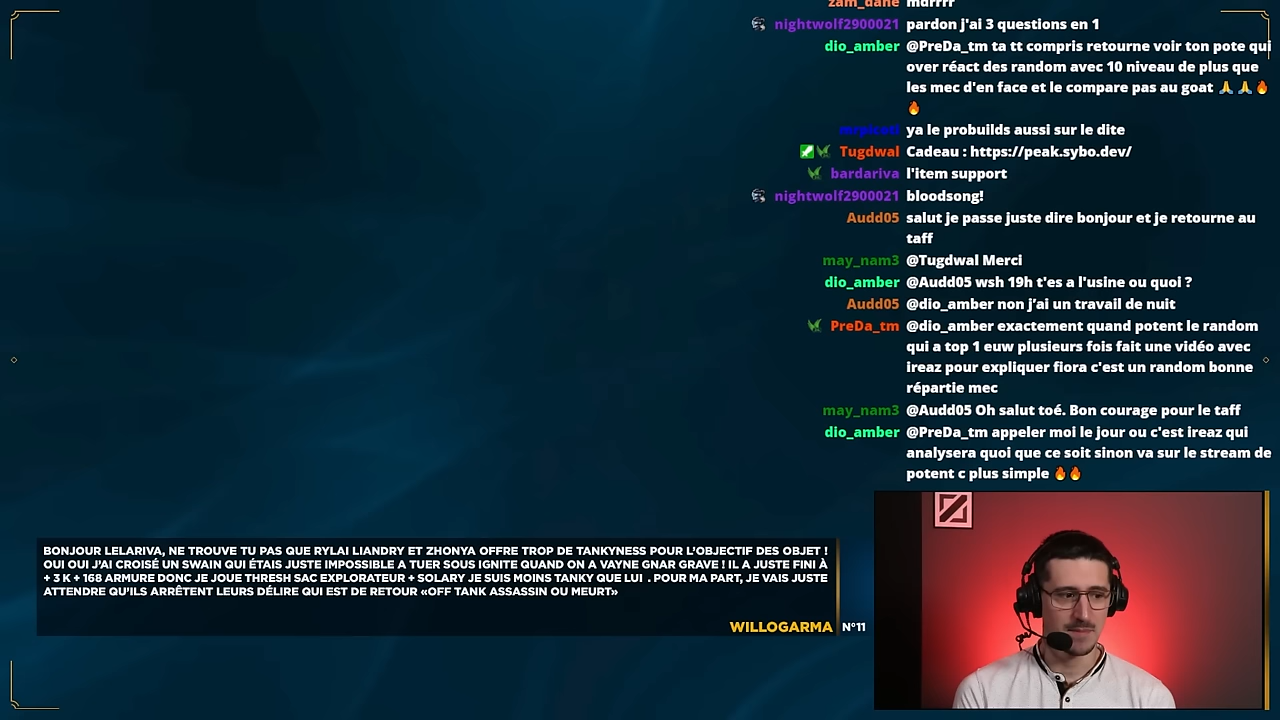 zam_dane mdrrrr
nightwolf2900021 pardon j'ai 3 questions en 1
dio_amber @PreDa_tm ta tt compris retourne voir ton pote qui
over réact des random avec 10 niveau de plus que
les mec d'en face et le compare pas au goat 🙏 🙏 🔥
🔥
ya le probuilds aussi sur le dite
Tugdwal Cadeau : https://peak.sybo.dev/
bardariva l'item support
nightwolf2900021 bloodsong!
Audd05 salut je passe juste dire bonjour et je retourne au
taff
may_nam3 @Tugdwal Merci
dio_amber @Audd05 wsh 19h t'es a l'usine ou quoi ?
Audd05 @dio_amber non j'ai un travail de nuit
PreDa_tm @dio_amber exactement quand potent le random
qui a top 1 euw plusieurs fois fait une vidéo avec
ireaz pour expliquer fiora c'est un random bonne
répartie mec
may_nam3 @Audd05 Oh salut toé. Bon courage pour le taff
dio_amber @PreDa_tm appeler moi le jour ou c'est ireaz qui
analysera quoi que ce soit sinon va sur le stream de
potent c plus simple 🔥🔥
BONJOUR LELARIVA, NE TROUVE TU PAS QUE RYLAI LIANDRY ET ZHONYA OFFRE TROP DE TANKYNESS POUR L'OBJECTIF DES OBJET !
OUI OUI J'AI CROISÉ UN SWAIN QUI ÉTAIS JUSTE IMPOSSIBLE A TUER SOUS IGNITE QUAND ON A VAYNE GNAR GRAVE ! IL A JUSTE FINI À
+ 3 K + 168 ARMURE DONC JE JOUE THRESH SAC EXPLORATEUR + SOLARY JE SUIS MOINS TANKY QUE LUI . POUR MA PART, JE VAIS JUSTE
ATTENDRE QU'ILS ARRÊTENT LEURS DÉLIRE QUI EST DE RETOUR «OFF TANK ASSASSIN OU MEURT»
WILLOGARMA N°11